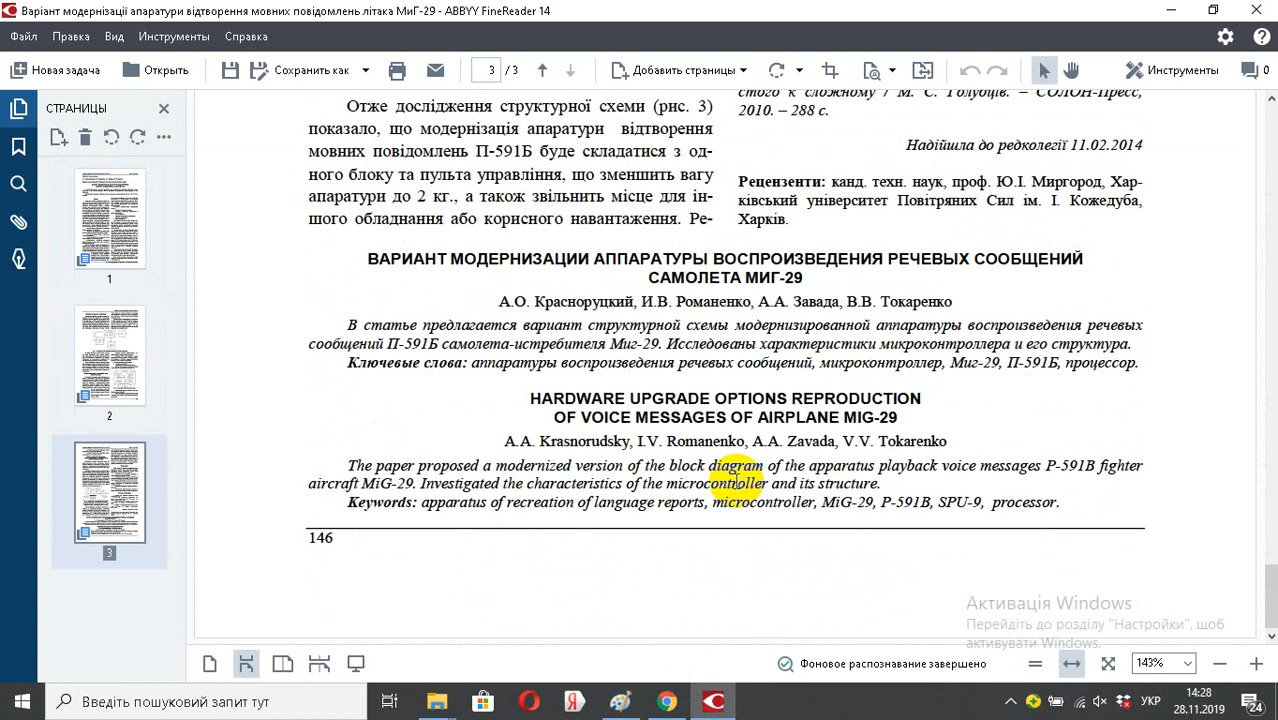 Варіант модернізації апаратури відтворення мовних повідомлень літака МиГ-29 - ABBYY FineReader 14
Файл Правка Вид Инструменты Справка
Новая задача Открыть Сохранить как 3 / 3 Добавить страницы Инструменты 0
СТРАНИЦЫ
1
2
3
Отже дослідження структурної схеми (рис. 3)
показало, що модернізація апаратури відтворення
мовних повідомлень П-591Б буде складатися з од-
ного блоку та пульта управління, що зменшить вагу
апаратури до 2 кг., а також звільнить місце для ін-
шого обладнання або корисного навантаження. Ре-
стого к сложному / М. С. Голубцов. – СОЛОН-Пресс,
2010. – 288 с.
Надійшла до редколегії 11.02.2014
Рецензенти: канд. техн. наук, проф. Ю.І. Миргород, Хар-
ківський університет Повітряних Сил ім. І. Кожедуба,
Харків.
ВАРИАНТ МОДЕРНИЗАЦИИ АППАРАТУРЫ ВОСПРОИЗВЕДЕНИЯ РЕЧЕВЫХ СООБЩЕНИЙ
САМОЛЕТА МИГ-29
А.О. Красноруцкий, И.В. Романенко, А.А. Завада, В.В. Токаренко
В статье предлагается вариант структурной схемы модернизированной аппаратуры воспроизведения речевых
сообщений П-591Б самолета-истребителя Миг-29. Исследованы характеристики микроконтроллера и его структура.
Ключевые слова: аппаратуры воспроизведения речевых сообщений, микроконтроллер, Миг-29, П-591Б, процессор.
HARDWARE UPGRADE OPTIONS REPRODUCTION
OF VOICE MESSAGES OF AIRPLANE MIG-29
A.A. Krasnorudsky, I.V. Romanenko, A.A. Zavada, V.V. Tokarenko
The paper proposed a modernized version of the block diagram of the apparatus playback voice messages P-591B fighter
aircraft MiG-29. Investigated the characteristics of the microcontroller and its structure.
Keywords: apparatus of recreation of language reports, microcontroller, MiG-29, P-591B, SPU-9, processor.
146
Активація Windows
Перейдіть до розділу "Настройки", щоб
активувати Windows.
Фоновое распознавание завершено 143%
Введіть пошуковий запит тут
УКР
14:28
28.11.2019
24